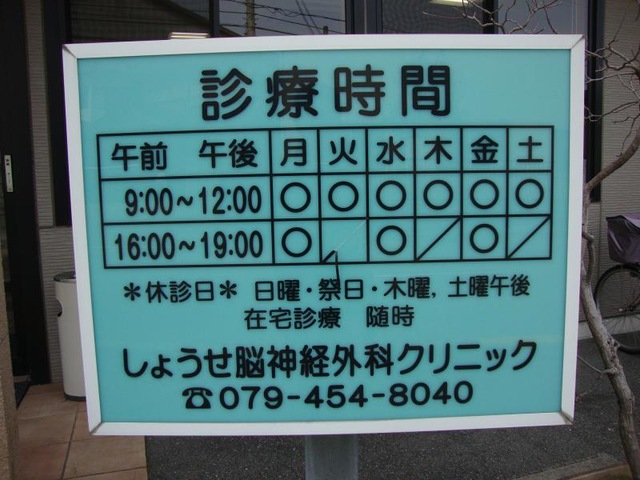 診療時間
午前 午後 月 火 水 木 金 土
9:00~12:00 ○ ○ ○ ○ ○ ○
16:00~19:00 ○ ○ / ○ /
*休診日* 日曜・祭日・木曜,土曜午後
在宅診療 随時
しょうせ脳神経外科クリニック
☎079-454-8040